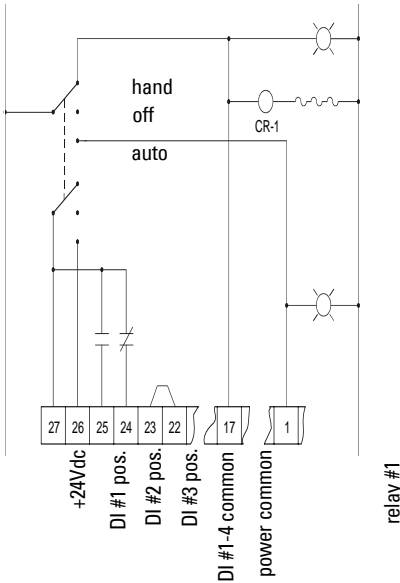 hand
off
auto
CR-1
27 26 25 24 23 22 17 1
+24Vdc
DI #1 pos.
DI #2 pos.
DI #3 pos.
DI #1-4 common
power common
relay #1